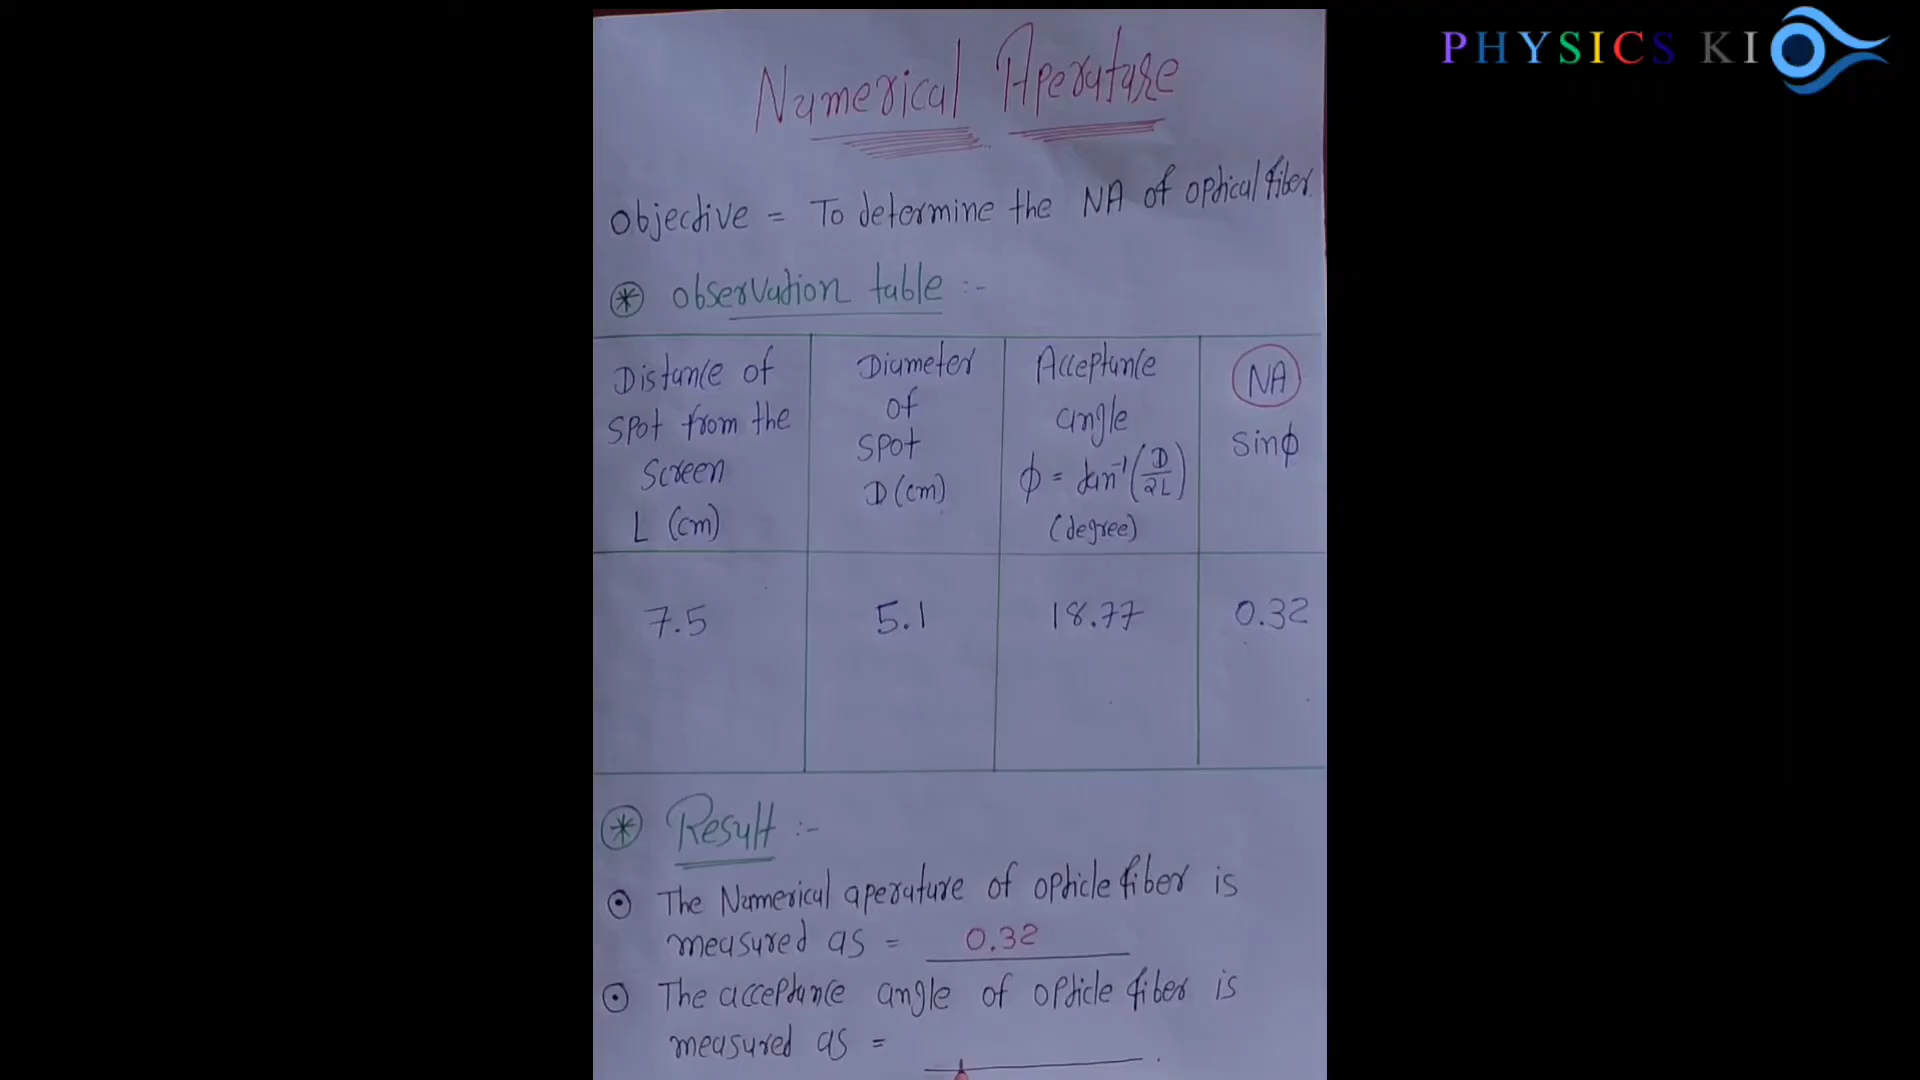 PHYSICS KI
Numerical Aperature
Objective = To determine the NA of optical fiber.
* Observation table :-
Distance of
spot from the
Screen
L (cm)
Diameter
of
spot
D (cm)
Acceptance
angle
ϕ = tan⁻¹(D/2L)
(degree)
NA
sinϕ
7.5
5.1
18.77
0.32
* Result :-
⊙ The Numerical aperature of opticle fiber is
measured as = 0.32
⊙ The acceptance angle of opticle fiber is
measured as = .